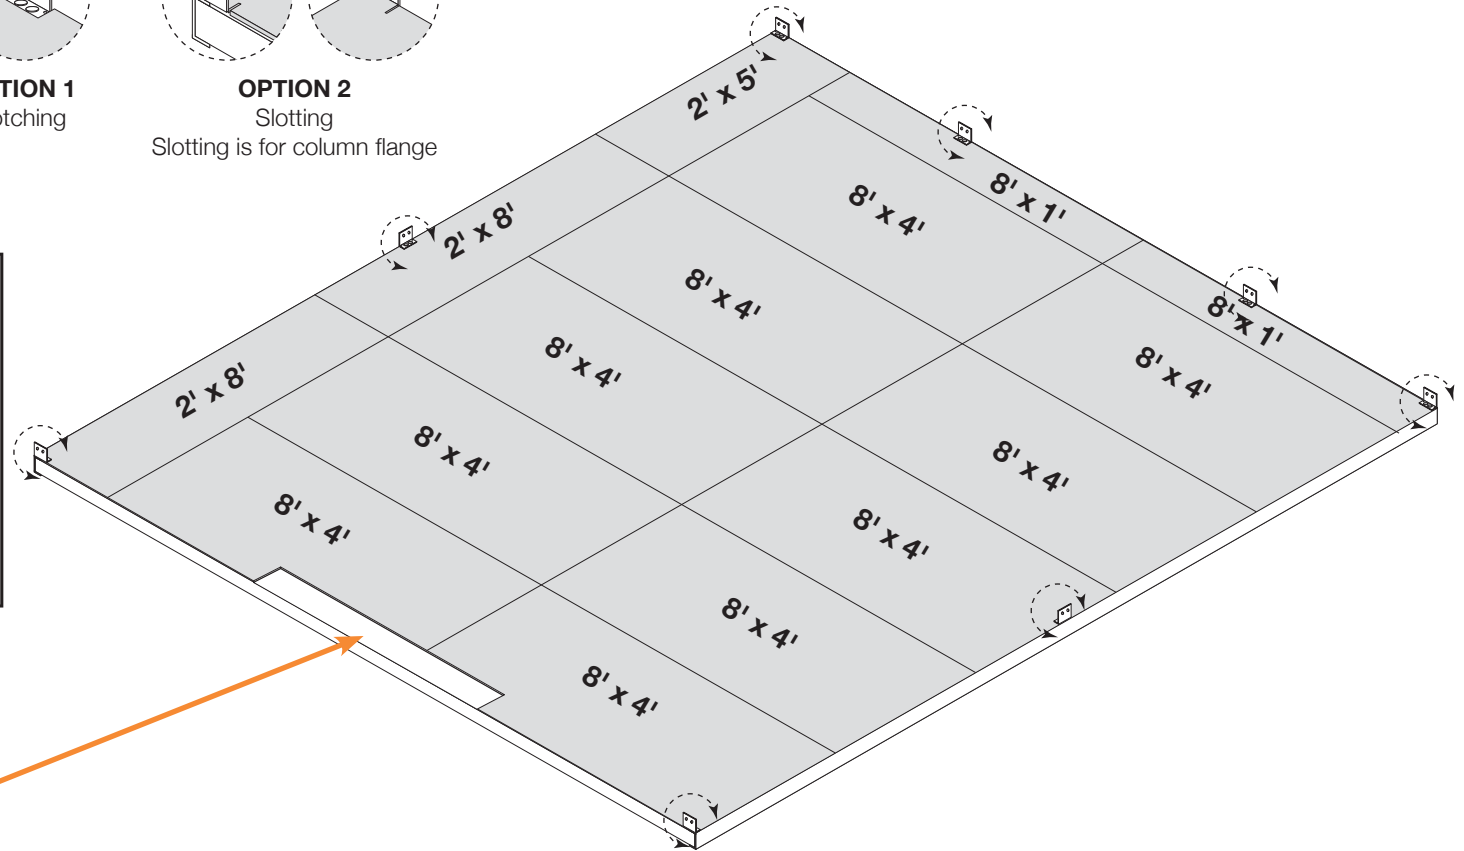 TION 1
otching
OPTION 2
Slotting
Slotting is for column flange
2' x 5'
8' x 1'
8' x 4'
2' x 8'
8' x 4'
8' x 1'
8' x 4'
8' x 4'
2' x 8'
8' x 4'
8' x 4'
8' x 4'
8' x 4'
8' x 4'
8' x 4'